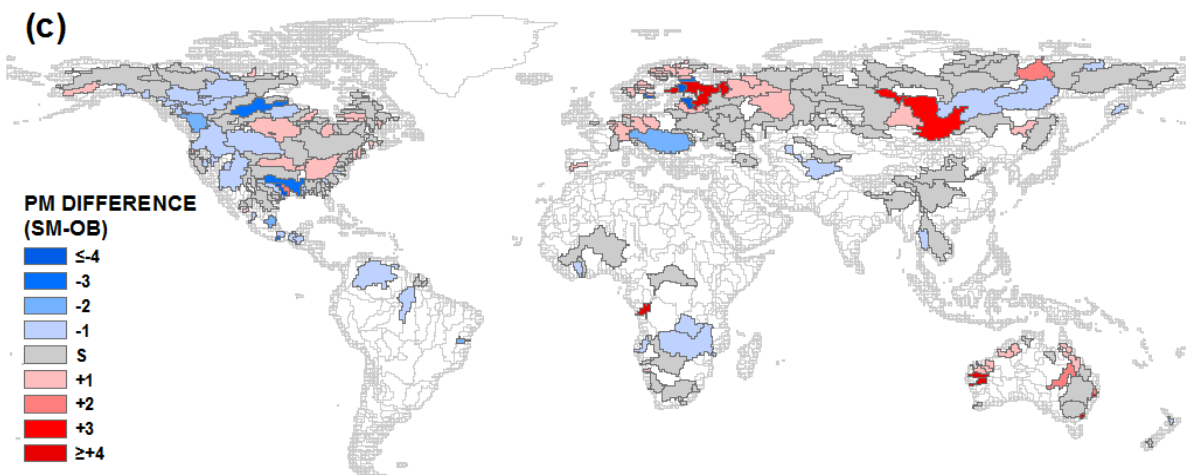 (c)
PM DIFFERENCE
(SM-OB)
≤-4
-3
-2
-1
S
+1
+2
+3
≥+4